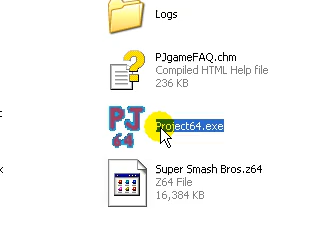 Logs
PJgameFAQ.chm
Compiled HTML Help file
236 KB
PJ
64
Project64.exe
Super Smash Bros.z64
Z64 File
16,384 KB